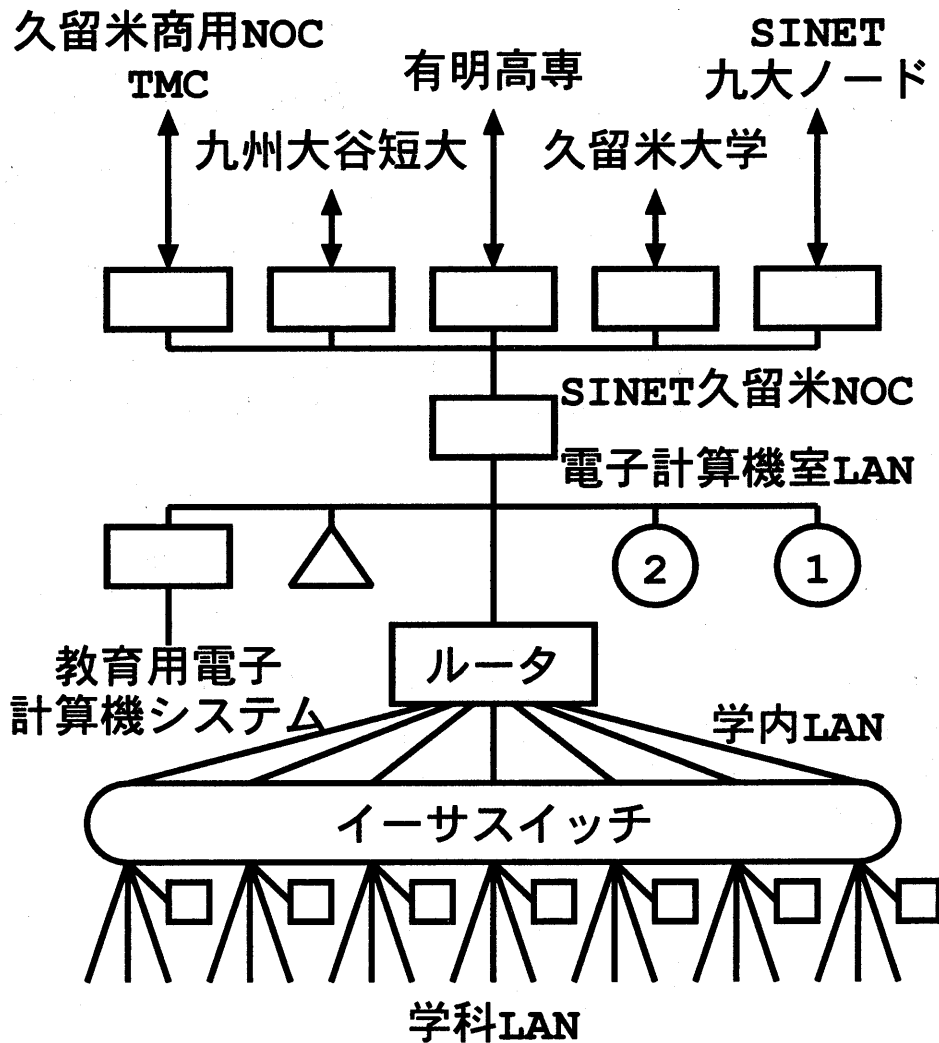 久留米商用NOC
TMC
有明高専
SINET
九大ノード
九州大谷短大
久留米大学
SINET久留米NOC
電子計算機室LAN
2
1
教育用電子
計算機システム
ルータ
学内LAN
イーサスイッチ
学科LAN